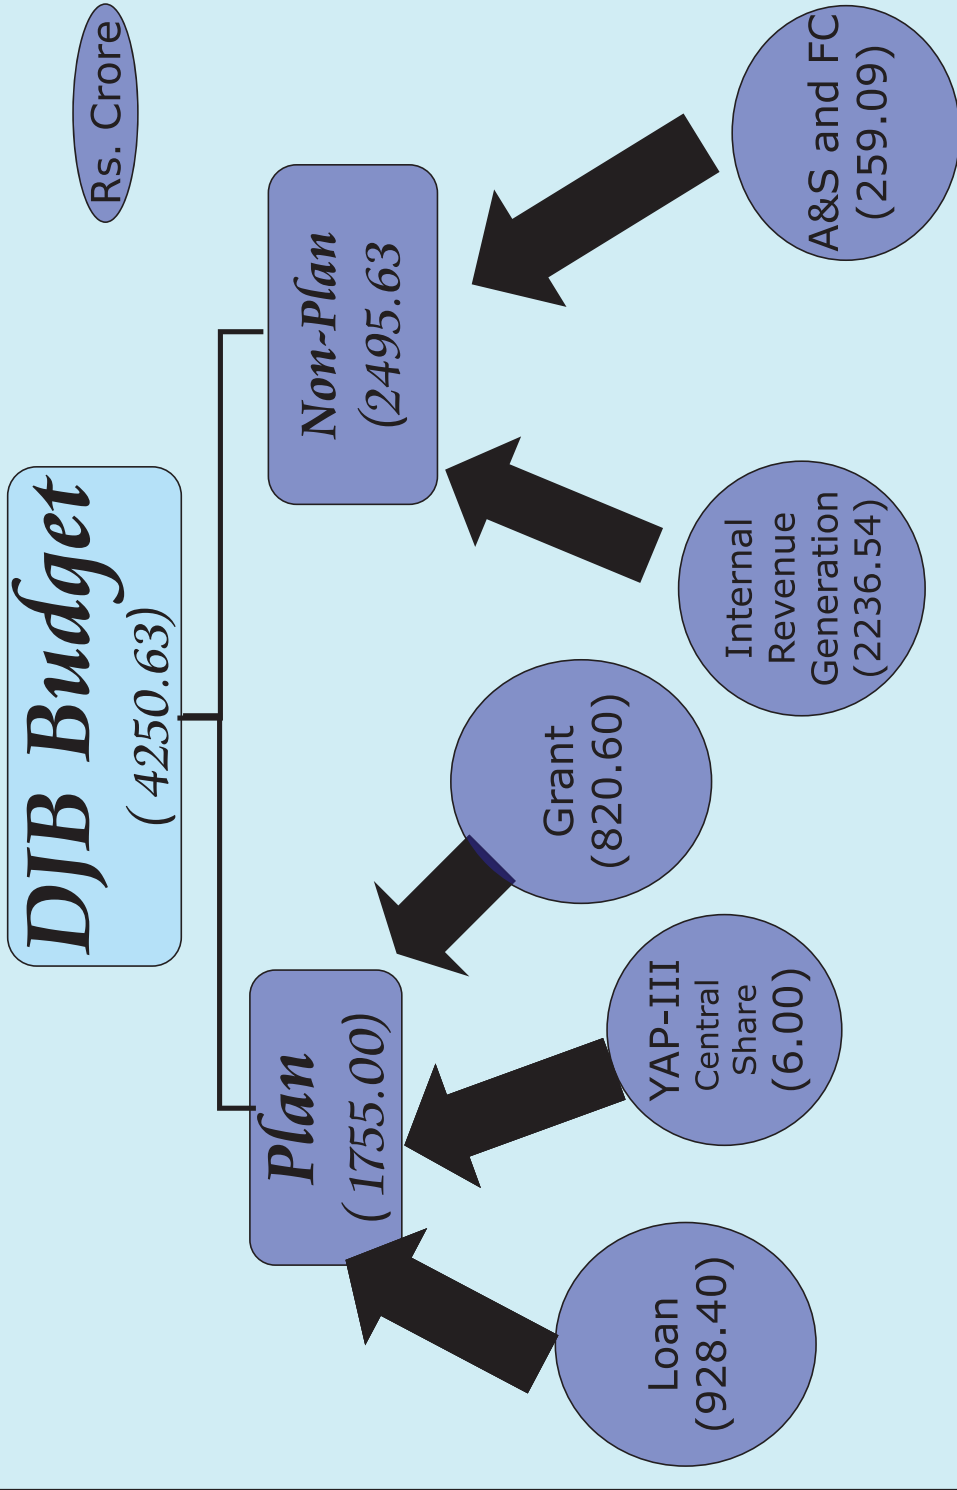 DJB Budget
( 4250.63)
Rs. Crore
Plan
( 1755.00)
Non-Plan
(2495.63
Loan
(928.40)
YAP-III
Central
Share
(6.00)
Grant
(820.60)
Internal
Revenue
Generation
(2236.54)
A&S and FC
(259.09)